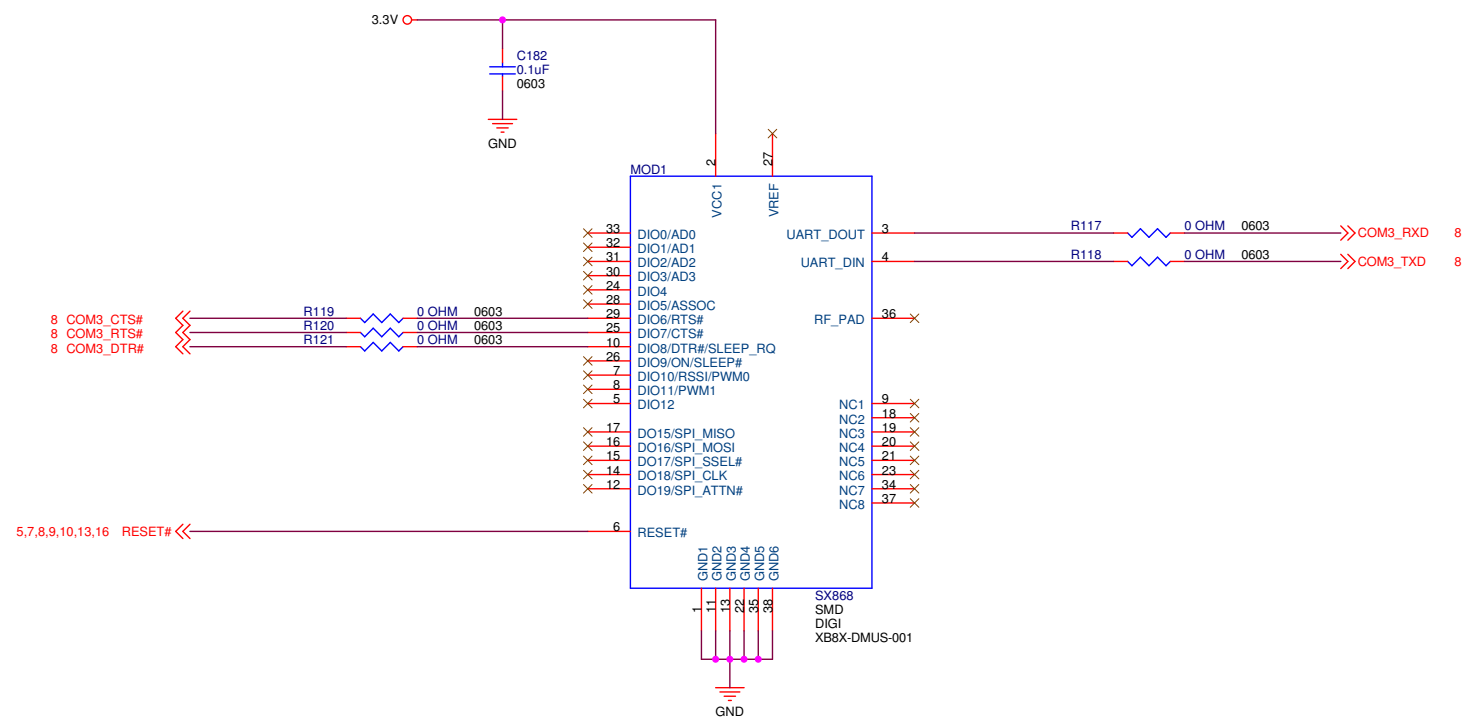 3.3V
C182
0.1uF
0603
GND
MOD1
2
27
VCC1
VREF
33 DIO0/AD0
32 DIO1/AD1
31 DIO2/AD2
30 DIO3/AD3
24 DIO4
28 DIO5/ASSOC
8 COM3_CTS# R119 0 OHM 0603 29 DIO6/RTS#
8 COM3_RTS# R120 0 OHM 0603 25 DIO7/CTS#
8 COM3_DTR# R121 0 OHM 0603 10 DIO8/DTR#/SLEEP_RQ
26 DIO9/ON/SLEEP#
7 DIO10/RSSI/PWM0
8 DIO11/PWM1
5 DIO12
17 DO15/SPI_MISO
16 DO16/SPI_MOSI
15 DO17/SPI_SSEL#
14 DO18/SPI_CLK
12 DO19/SPI_ATTN#
5,7,8,9,10,13,16 RESET# 6 RESET#
UART_DOUT 3 R117 0 OHM 0603 COM3_RXD 8
UART_DIN 4 R118 0 OHM 0603 COM3_TXD 8
RF_PAD 36
NC1 9
NC2 18
NC3 19
NC4 20
NC5 21
NC6 23
NC7 34
NC8 37
GND1
GND2
GND3
GND4
GND5
GND6
1
11
13
22
35
38
SX868
SMD
DIGI
XB8X-DMUS-001
GND